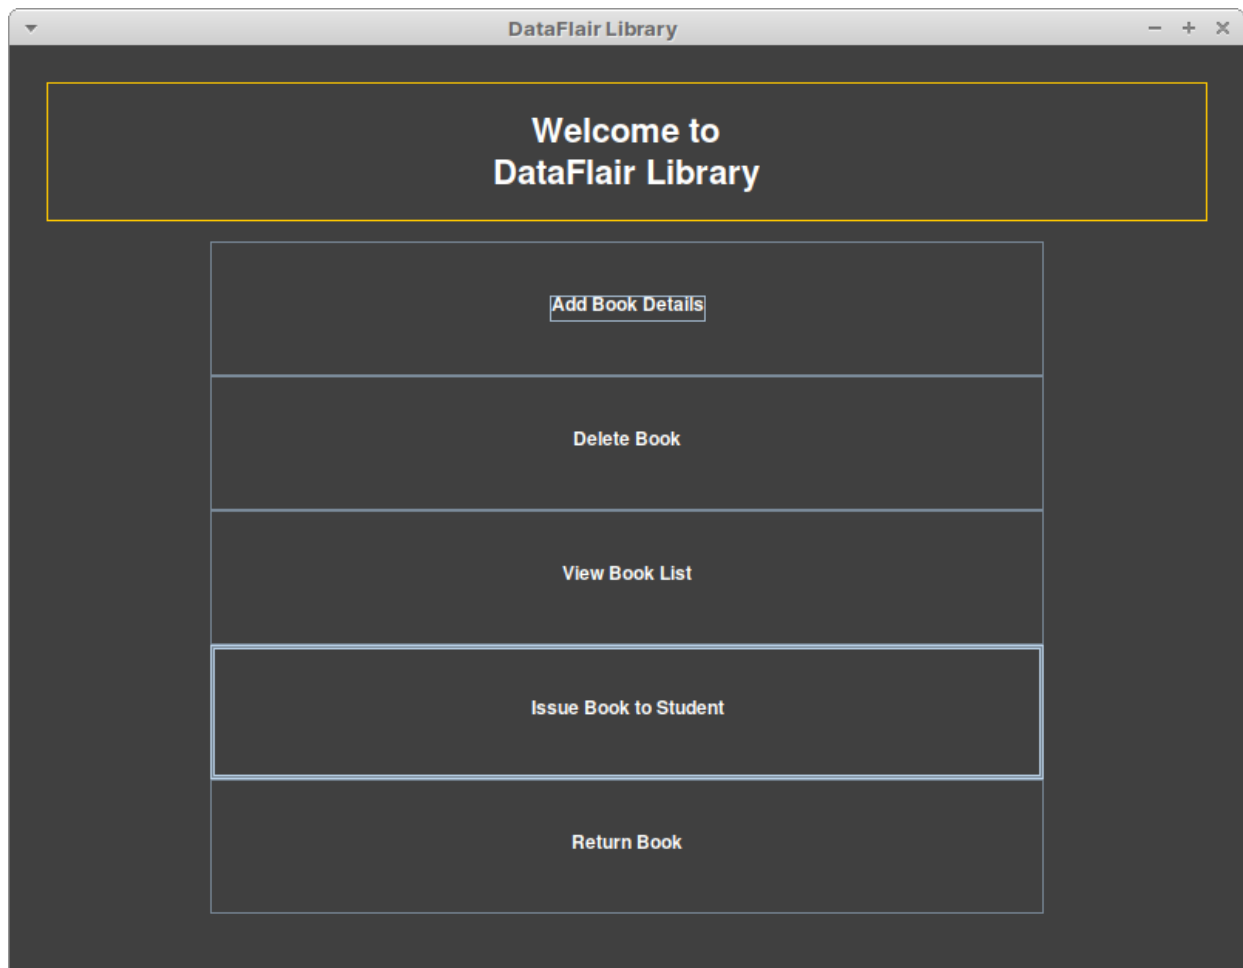 DataFlair Library
Welcome to
DataFlair Library
Add Book Details
Delete Book
View Book List
Issue Book to Student
Return Book